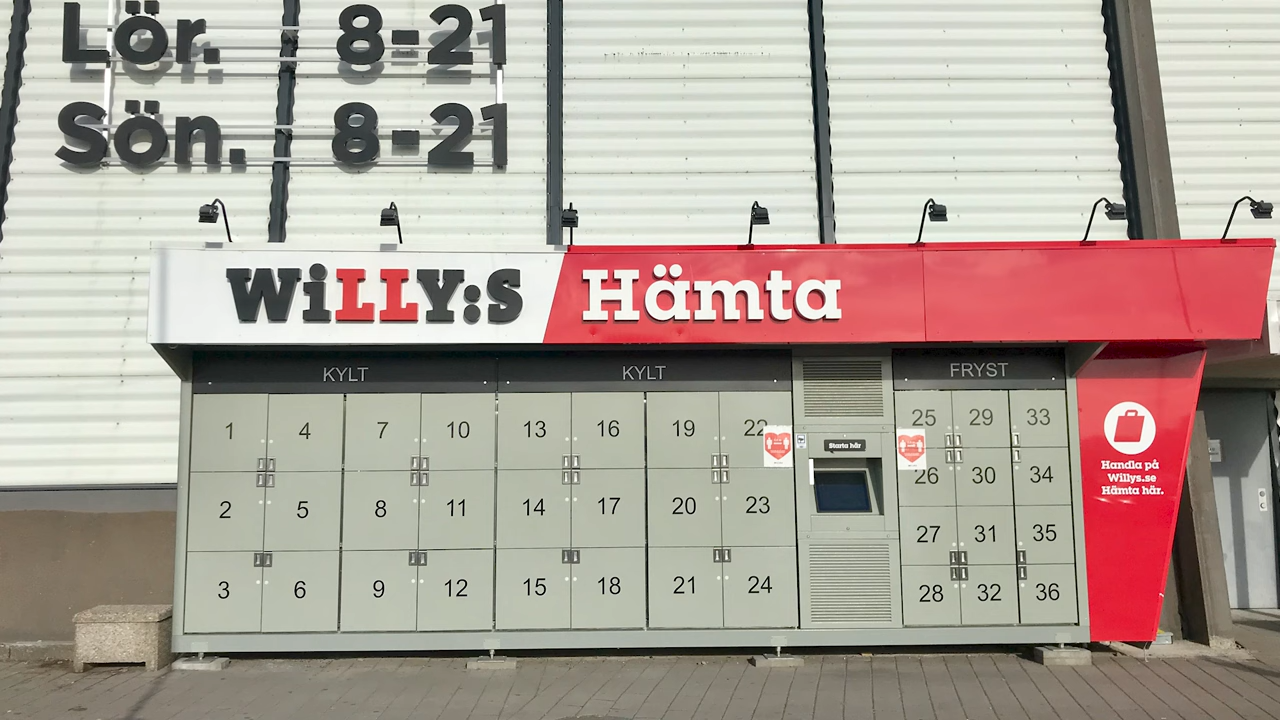 Lör. 8-21
Sön. 8-21
WiLLY:S Hämta
KYLT KYLT FRYST
1 4 7 10 13 16 19 22 25 29 33
Starta här
26 30 34
2 5 8 11 14 17 20 23
27 31 35
3 6 9 12 15 18 21 24
28 32 36
Handla på
Willys.se
Hämta här.